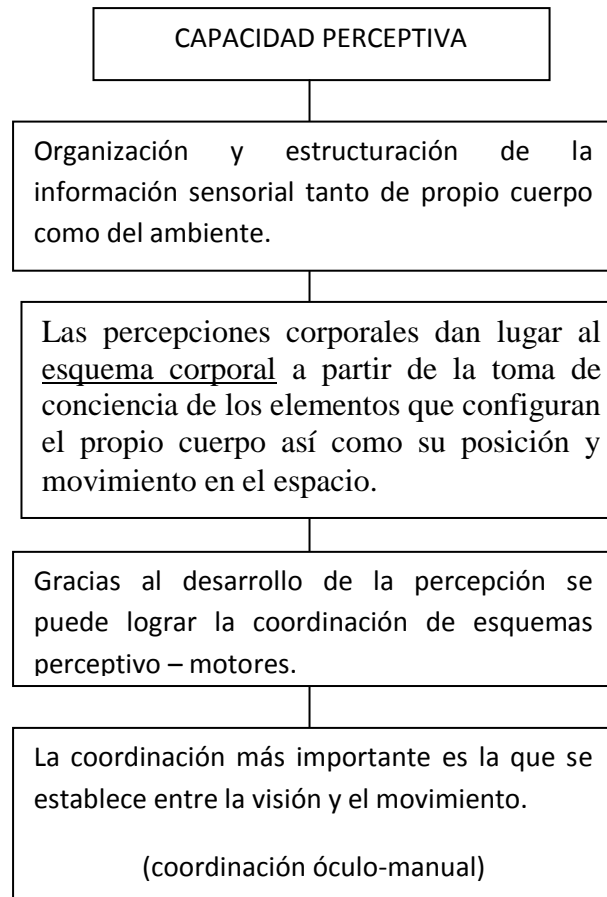 CAPACIDAD PERCEPTIVA
Organización y estructuración de la
información sensorial tanto de propio cuerpo
como del ambiente.
Las percepciones corporales dan lugar al
esquema corporal a partir de la toma de
conciencia de los elementos que configuran
el propio cuerpo así como su posición y
movimiento en el espacio.
Gracias al desarrollo de la percepción se
puede lograr la coordinación de esquemas
perceptivo – motores.
La coordinación más importante es la que se
establece entre la visión y el movimiento.
(coordinación óculo-manual)